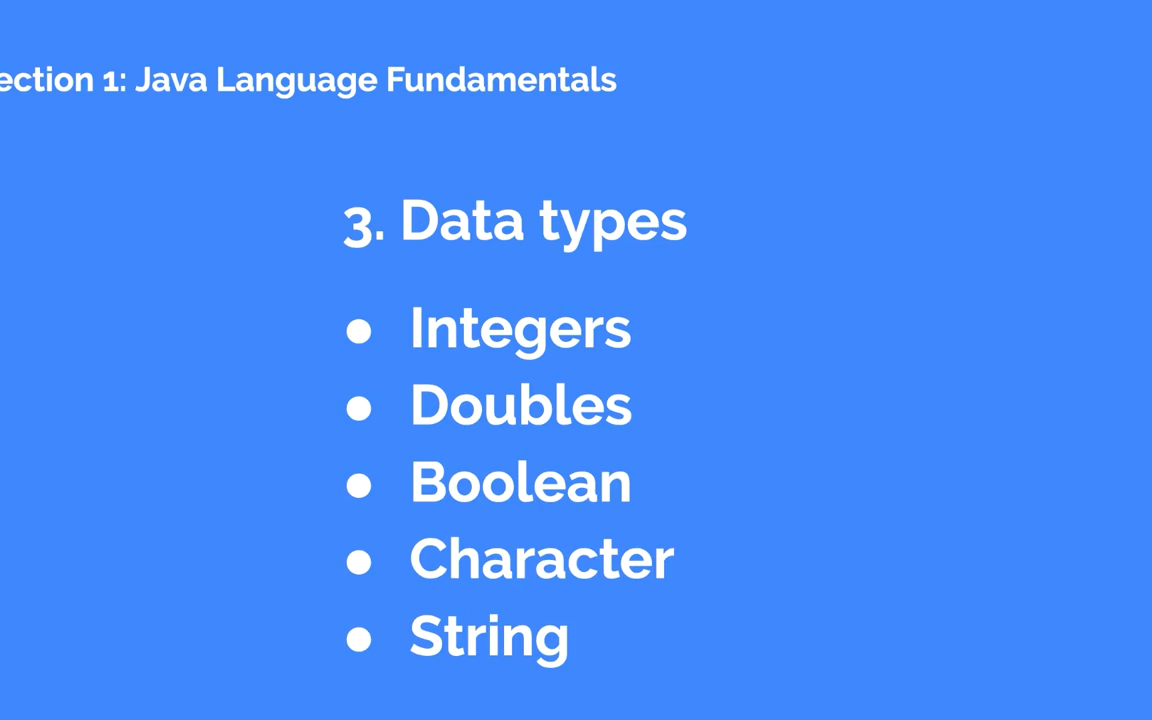 ection 1: Java Language Fundamentals
3. Data types
● Integers
● Doubles
● Boolean
● Character
● String